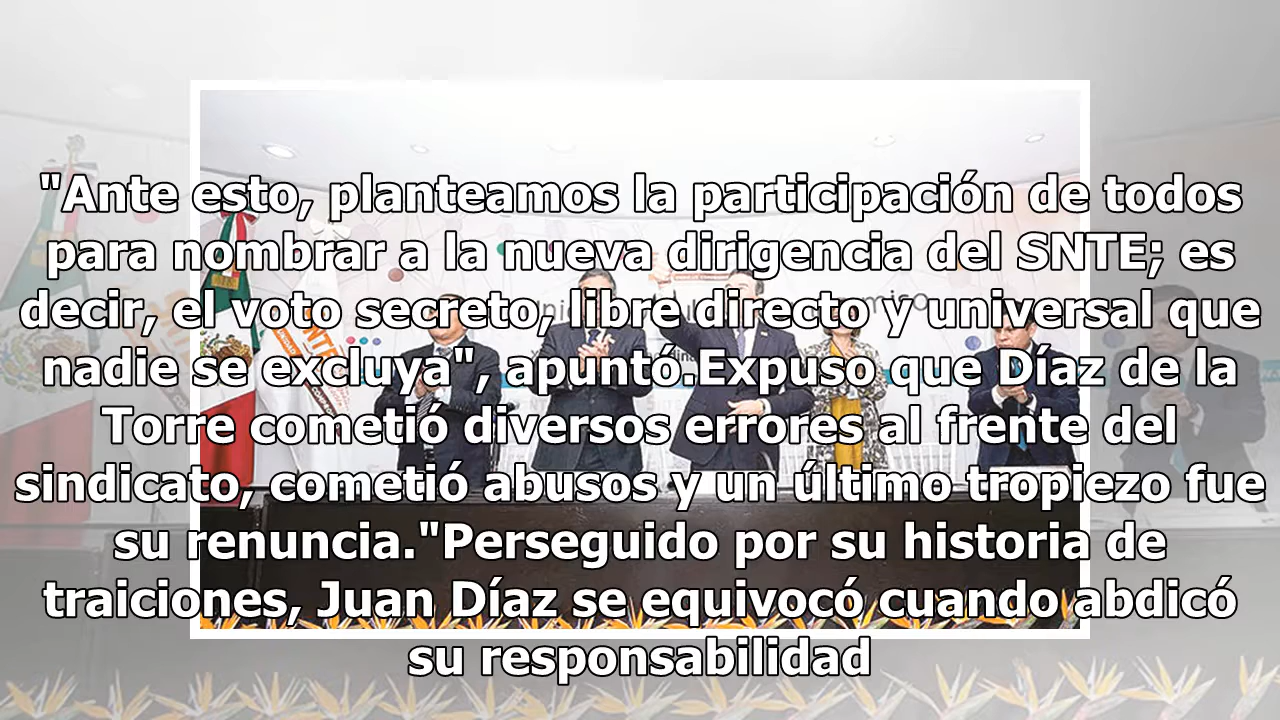 "Ante esto, planteamos la participación de todos
para nombrar a la nueva dirigencia del SNTE; es
decir, el voto secreto, libre directo y universal que
nadie se excluya", apuntó.Expuso que Díaz de la
Torre cometió diversos errores al frente del
sindicato, cometió abusos y un último tropiezo fue
su renuncia."Perseguido por su historia de
traiciones, Juan Díaz se equivocó cuando abdicó
su responsabilidad